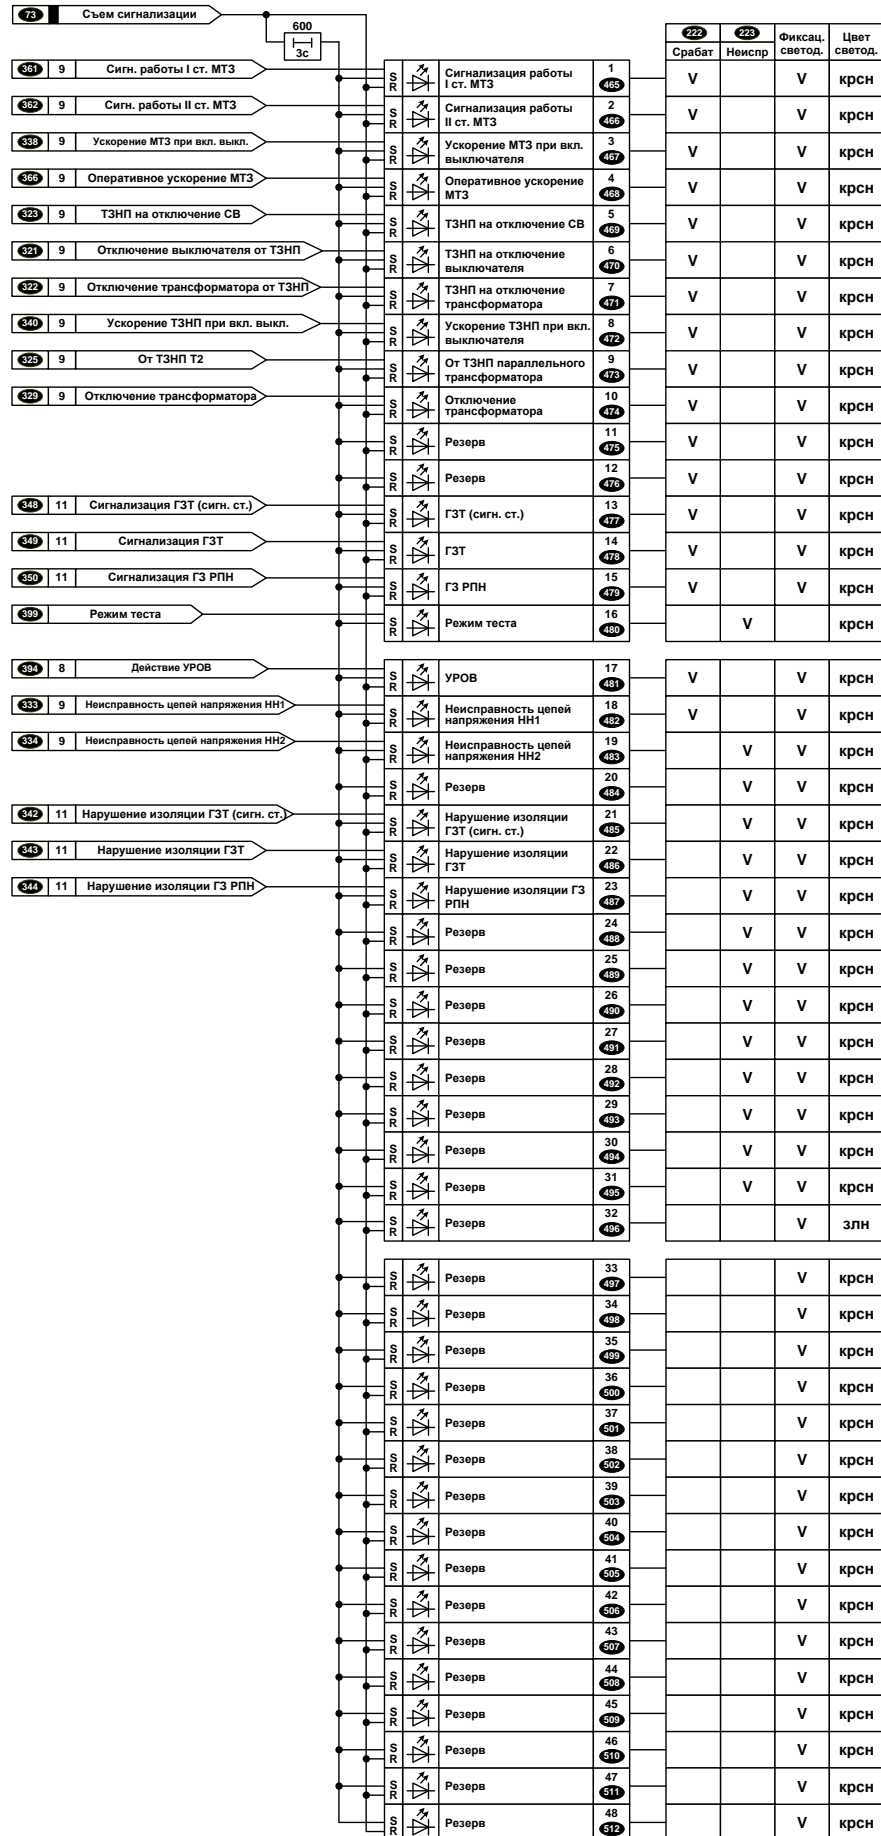 73 Съем сигнализации
600
3с
222 223 Фиксац. светод. Цвет светод.
Срабат Неиспр
361 9 Сигн. работы I ст. МТЗ S R Сигнализация работы I ст. МТЗ 1 465 V V крсн
362 9 Сигн. работы II ст. МТЗ S R Сигнализация работы II ст. МТЗ 2 466 V V крсн
338 9 Ускорение МТЗ при вкл. выкл. S R Ускорение МТЗ при вкл. выключателя 3 467 V V крсн
366 9 Оперативное ускорение МТЗ S R Оперативное ускорение МТЗ 4 468 V V крсн
323 9 ТЗНП на отключение СВ S R ТЗНП на отключение СВ 5 469 V V крсн
321 9 Отключение выключателя от ТЗНП S R ТЗНП на отключение выключателя 6 470 V V крсн
322 9 Отключение трансформатора от ТЗНП S R ТЗНП на отключение трансформатора 7 471 V V крсн
340 9 Ускорение ТЗНП при вкл. выкл. S R Ускорение ТЗНП при вкл. выключателя 8 472 V V крсн
325 9 От ТЗНП Т2 S R От ТЗНП параллельного трансформатора 9 473 V V крсн
329 9 Отключение трансформатора S R Отключение трансформатора 10 474 V V крсн
S R Резерв 11 475 V V крсн
S R Резерв 12 476 V V крсн
348 11 Сигнализация ГЗТ (сигн. ст.) S R ГЗТ (сигн. ст.) 13 477 V V крсн
349 11 Сигнализация ГЗТ S R ГЗТ 14 478 V V крсн
350 11 Сигнализация ГЗ РПН S R ГЗ РПН 15 479 V V крсн
399 Режим теста S R Режим теста 16 480 V крсн
394 8 Действие УРОВ S R УРОВ 17 481 V V крсн
333 9 Неисправность цепей напряжения НН1 S R Неисправность цепей напряжения НН1 18 482 V V крсн
334 9 Неисправность цепей напряжения НН2 S R Неисправность цепей напряжения НН2 19 483 V V крсн
S R Резерв 20 484 V V крсн
342 11 Нарушение изоляции ГЗТ (сигн. ст.) S R Нарушение изоляции ГЗТ (сигн. ст.) 21 485 V V крсн
343 11 Нарушение изоляции ГЗТ S R Нарушение изоляции ГЗТ 22 486 V V крсн
344 11 Нарушение изоляции ГЗ РПН S R Нарушение изоляции ГЗ РПН 23 487 V V крсн
S R Резерв 24 488 V V крсн
S R Резерв 25 489 V V крсн
S R Резерв 26 490 V V крсн
S R Резерв 27 491 V V крсн
S R Резерв 28 492 V V крсн
S R Резерв 29 493 V V крсн
S R Резерв 30 494 V V крсн
S R Резерв 31 495 V V крсн
S R Резерв 32 496 V злн
S R Резерв 33 497 V крсн
S R Резерв 34 498 V крсн
S R Резерв 35 499 V крсн
S R Резерв 36 500 V крсн
S R Резерв 37 501 V крсн
S R Резерв 38 502 V крсн
S R Резерв 39 503 V крсн
S R Резерв 40 504 V крсн
S R Резерв 41 505 V крсн
S R Резерв 42 506 V крсн
S R Резерв 43 507 V крсн
S R Резерв 44 508 V крсн
S R Резерв 45 509 V крсн
S R Резерв 46 510 V крсн
S R Резерв 47 511 V крсн
S R Резерв 48 512 V крсн